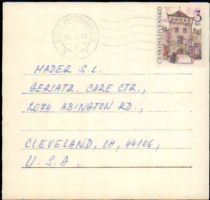 3
ČESKOSLOVENSKO
MADER S.L.
GERIATR. CARE CTR.,
2074 ABINGTON RD.,
CLEVELAND, OH, 44106,
U.S.A.